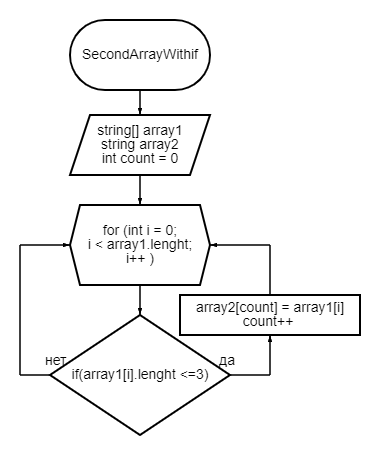 SecondArrayWithif
string[] array1
string array2
int count = 0
for (int i = 0;
i < array1.lenght;
i++ )
array2[count] = array1[i]
count++
нет
да
if(array1[i].lenght <=3)